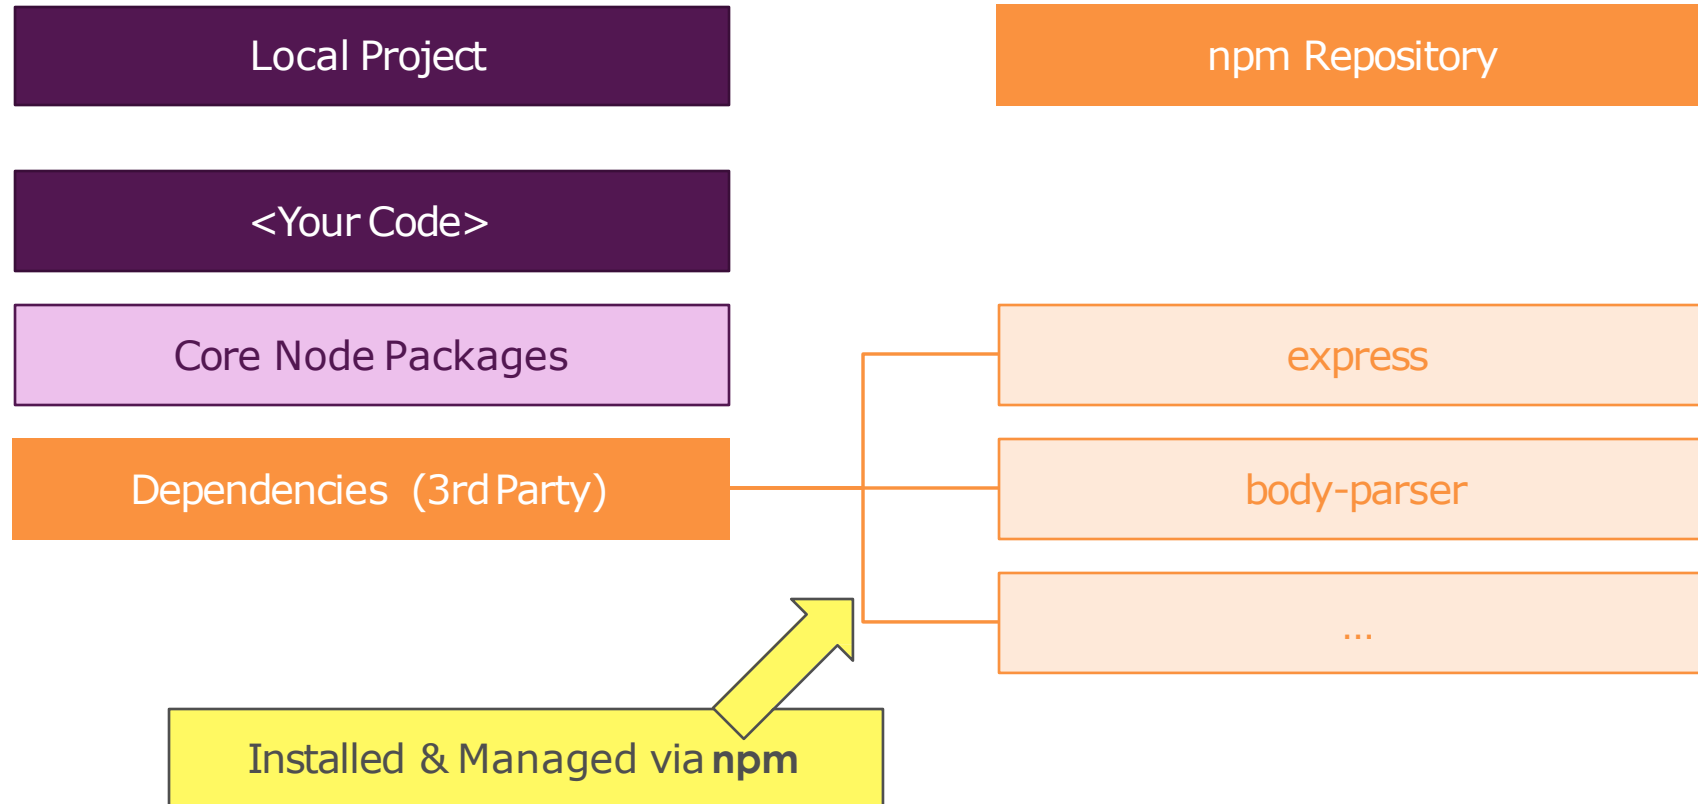 Local Project
npm Repository
<Your Code>
Core Node Packages
express
Dependencies (3rd Party)
body-parser
...
Installed & Managed via npm